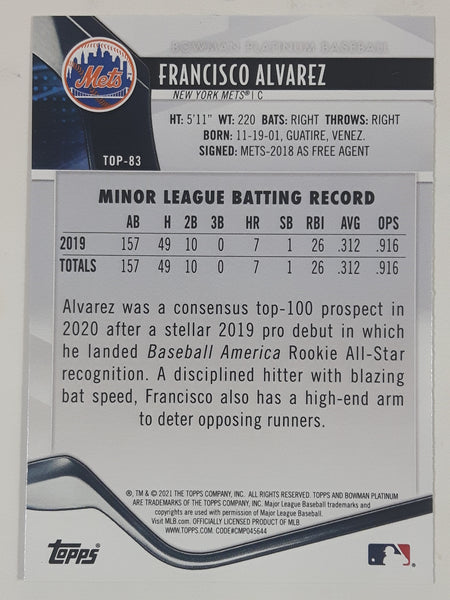 BOWMAN PLATINUM BASEBALL
Mets
FRANCISCO ALVAREZ
NEW YORK METS® | C
HT: 5'11" WT: 220 BATS: RIGHT THROWS: RIGHT
BORN: 11-19-01, GUATIRE, VENEZ.
SIGNED: METS-2018 AS FREE AGENT
TOP-83
MINOR LEAGUE BATTING RECORD
AB H 2B 3B HR SB RBI AVG OPS
2019 157 49 10 0 7 1 26 .312 .916
TOTALS 157 49 10 0 7 1 26 .312 .916
Alvarez was a consensus top-100 prospect in
2020 after a stellar 2019 pro debut in which
he landed Baseball America Rookie All-Star
recognition. A disciplined hitter with blazing
bat speed, Francisco also has a high-end arm
to deter opposing runners.
®, TM & © 2021 THE TOPPS COMPANY, INC. ALL RIGHTS RESERVED. TOPPS AND BOWMAN PLATINUM
ARE TRADEMARKS OF THE TOPPS COMPANY, INC. Major League Baseball trademarks and
copyrights are used with permission of Major League Baseball.
Visit MLB.com. OFFICIALLY LICENSED PRODUCT OF MLB.
WWW.TOPPS.COM. CODE#CMP045644
TOPPS